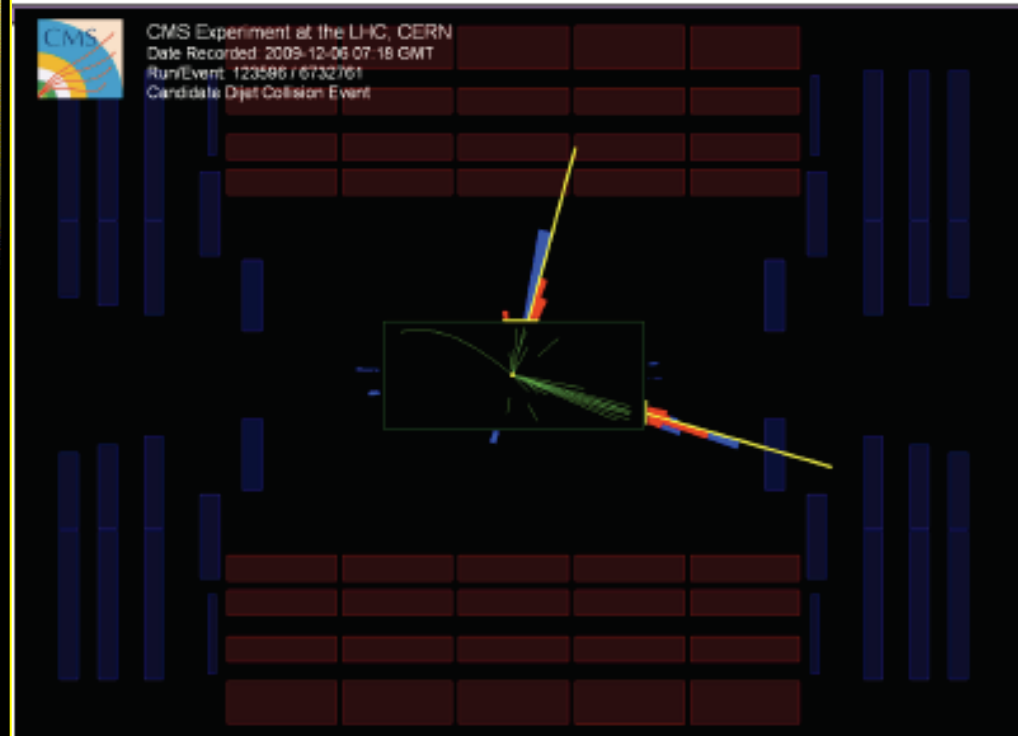 CMS
CMS Experiment at the LHC, CERN
Date Recorded: 2009-12-06 07:18 GMT
Run/Event: 123596 / 6732761
Candidate Dijet Collision Event